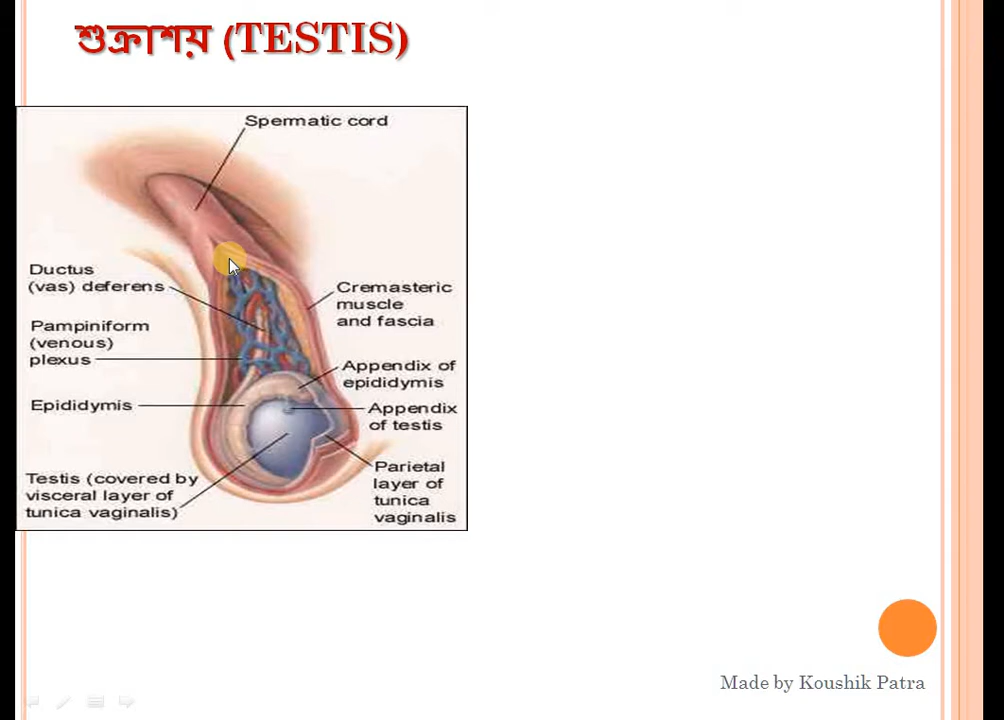 শুক্রাশয় (TESTIS)
Spermatic cord
Ductus
(vas) deferens
Pampiniform
(venous)
plexus
Epididymis
Testis (covered by
visceral layer of
tunica vaginalis)
Cremasteric
muscle
and fascia
Appendix of
epididymis
Appendix
of testis
Parietal
layer of
tunica
vaginalis
Made by Koushik Patra